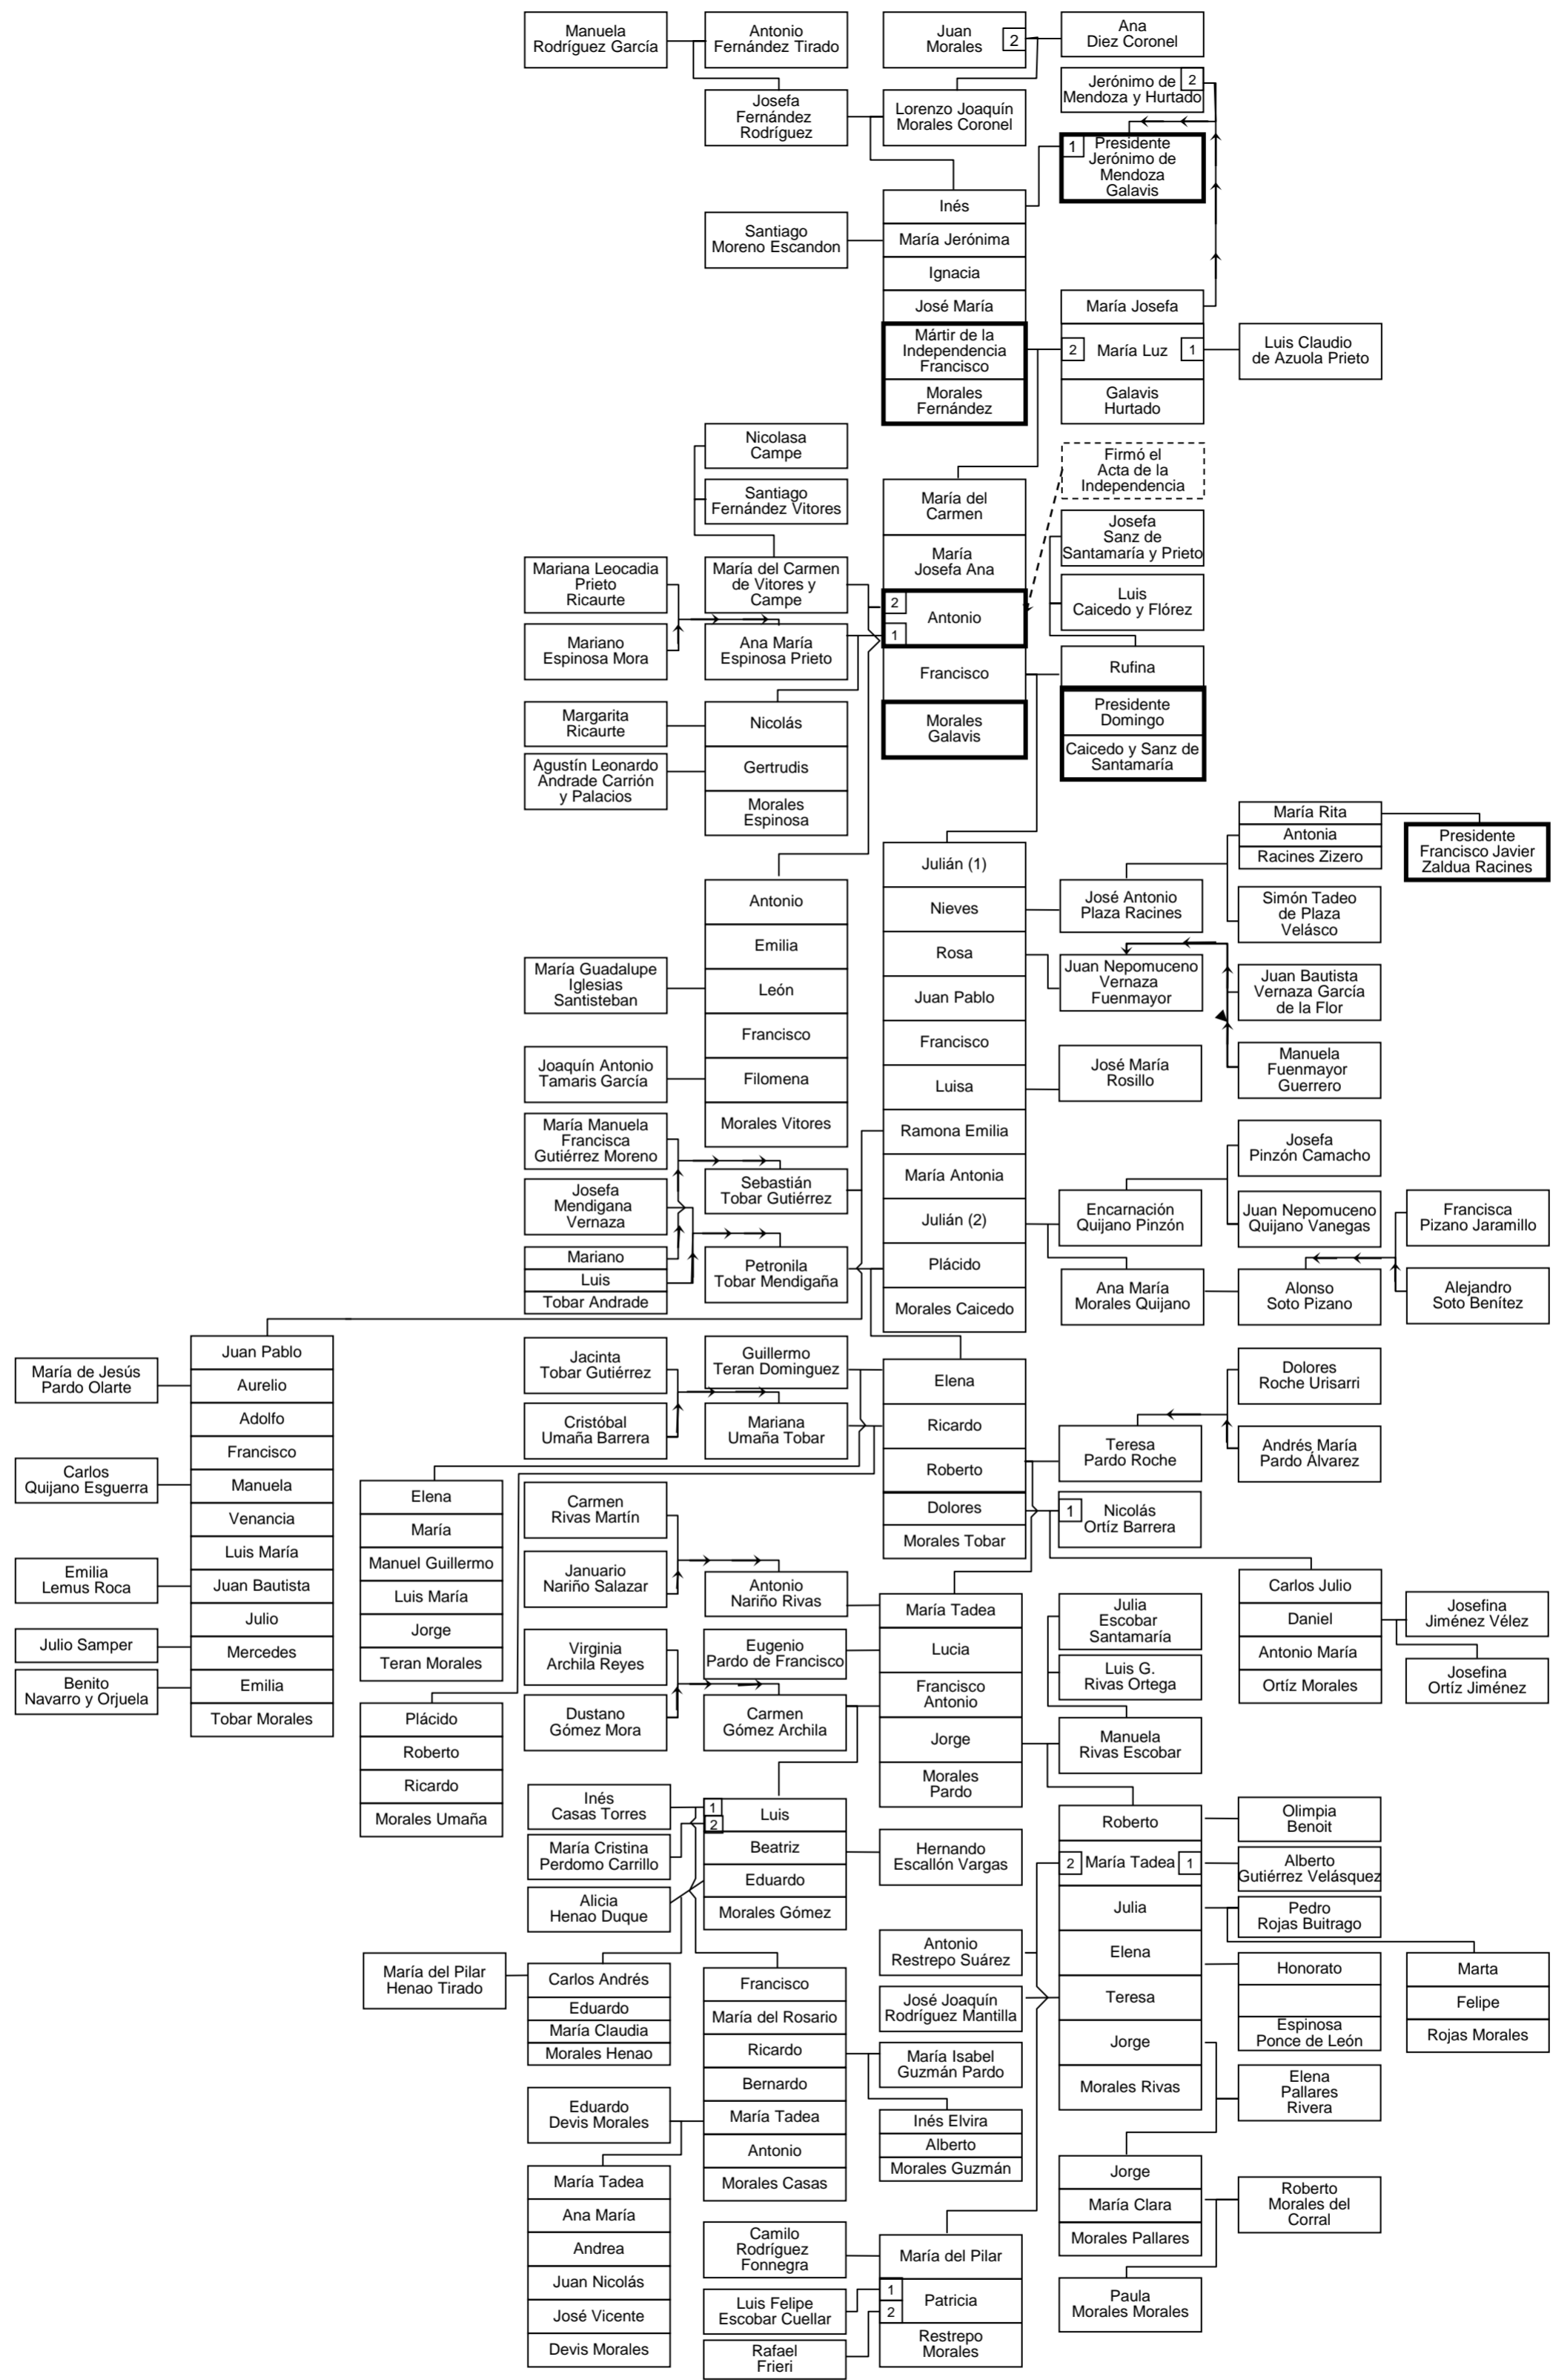 Manuela
Rodríguez García
Antonio
Fernández Tirado
Juan
Morales
2
Ana
Diez Coronel
Jerónimo de
Mendoza y Hurtado
2
Josefa
Fernández
Rodríguez
Lorenzo Joaquín
Morales Coronel
1
Presidente
Jerónimo de
Mendoza
Galavis
Inés
Santiago
Moreno Escandon
María Jerónima
Ignacia
José María
María Josefa
Mártir de la
Independencia
Francisco
2
María Luz
1
Luis Claudio
de Azuola Prieto
Morales
Fernández
Galavis
Hurtado
Nicolasa
Campe
Firmó el
Acta de la
Independencia
Santiago
Fernández Vitores
María del
Carmen
Josefa
Sanz de
Santamaría y Prieto
María
Josefa Ana
Mariana Leocadia
Prieto
Ricaurte
María del Carmen
de Vitores y
Campe
Luis
Caicedo y Flórez
2
Antonio
1
Mariano
Espinosa Mora
Ana María
Espinosa Prieto
Francisco
Rufina
Margarita
Ricaurte
Nicolás
Morales
Galavis
Presidente
Domingo
Agustín Leonardo
Andrade Carrión
y Palacios
Gertrudis
Caicedo y Sanz de
Santamaría
Morales
Espinosa
María Rita
Antonia
Racines Zizero
Presidente
Francisco Javier
Zaldua Racines
Julián (1)
Antonio
Nieves
José Antonio
Plaza Racines
Simón Tadeo
de Plaza
Velásco
Emilia
Rosa
Juan Nepomuceno
Vernaza
Fuenmayor
Juan Bautista
Vernaza García
de la Flor
María Guadalupe
Iglesias
Santisteban
León
Juan Pablo
Francisco
Francisco
Manuela
Fuenmayor
Guerrero
Joaquín Antonio
Tamaris García
Filomena
Luisa
José María
Rosillo
María Manuela
Francisca
Gutiérrez Moreno
Morales Vitores
Ramona Emilia
Josefa
Pinzón Camacho
Josefa
Mendigana
Vernaza
Sebastián
Tobar Gutiérrez
María Antonia
Julián (2)
Encarnación
Quijano Pinzón
Juan Nepomuceno
Quijano Vanegas
Francisca
Pizano Jaramillo
Mariano
Luis
Tobar Andrade
Petronila
Tobar Mendigaña
Plácido
Morales Caicedo
Ana María
Morales Quijano
Alonso
Soto Pizano
Alejandro
Soto Benítez
Juan Pablo
María de Jesús
Pardo Olarte
Aurelio
Adolfo
Francisco
Carlos
Quijano Esguerra
Manuela
Venancia
Luis María
Emilia
Lemus Roca
Juan Bautista
Julio
Julio Samper
Mercedes
Benito
Navarro y Orjuela
Emilia
Tobar Morales
Jacinta
Tobar Gutiérrez
Guillermo
Teran Dominguez
Elena
Cristóbal
Umaña Barrera
Mariana
Umaña Tobar
Ricardo
Roberto
Dolores
Morales Tobar
Teresa
Pardo Roche
Dolores
Roche Urisarri
Andrés María
Pardo Álvarez
1
Nicolás
Ortíz Barrera
Elena
María
Manuel Guillermo
Luis María
Jorge
Teran Morales
Plácido
Roberto
Ricardo
Morales Umaña
Carmen
Rivas Martín
Januario
Nariño Salazar
Antonio
Nariño Rivas
María Tadea
Julia
Escobar
Santamaría
Carlos Julio
Daniel
Antonio María
Ortíz Morales
Josefina
Jiménez Vélez
Josefina
Ortíz Jiménez
Virginia
Archila Reyes
Eugenio
Pardo de Francisco
Lucia
Luis G.
Rivas Ortega
Francisco
Antonio
Dustano
Gómez Mora
Carmen
Gómez Archila
Jorge
Manuela
Rivas Escobar
Morales
Pardo
Inés
Casas Torres
1
2
Luis
María Cristina
Perdomo Carrillo
Beatriz
Hernando
Escallón Vargas
Alicia
Henao Duque
Eduardo
Morales Gómez
Roberto
Olimpia
Benoit
2
María Tadea
1
Alberto
Gutiérrez Velásquez
Julia
Pedro
Rojas Buitrago
Elena
Honorato
Espinosa
Ponce de León
Marta
Felipe
Rojas Morales
Antonio
Restrepo Suárez
José Joaquín
Rodríguez Mantilla
Teresa
Jorge
Morales Rivas
María del Pilar
Henao Tirado
Carlos Andrés
Eduardo
María Claudia
Morales Henao
Francisco
María del Rosario
Ricardo
Bernardo
María Tadea
Antonio
Morales Casas
María Isabel
Guzmán Pardo
Inés Elvira
Alberto
Morales Guzmán
Elena
Pallares
Rivera
Eduardo
Devis Morales
María Tadea
Ana María
Andrea
Juan Nicolás
José Vicente
Devis Morales
Jorge
María Clara
Morales Pallares
Roberto
Morales del
Corral
Paula
Morales Morales
Camilo
Rodríguez
Fonnegra
María del Pilar
Luis Felipe
Escobar Cuellar
1
2
Patricia
Rafael
Frieri
Restrepo
Morales